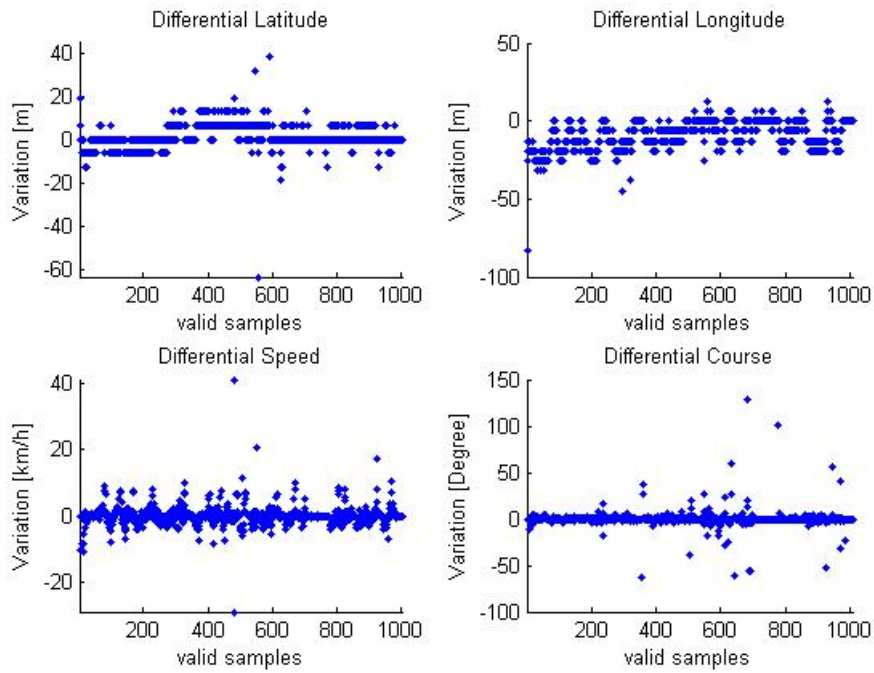 Differential Latitude
Differential Longitude
Variation [m]
40
20
0
20
-40
-60
200 400 600 800 1000
valid samples
Variation [m]
50
0
-50
-100
200 400 600 800 1000
valid samples
Differential Speed
Differential Course
Variation [km/h]
40
20
0
-20
200 400 600 800 1000
valid samples
Variation [Degree]
150
100
50
0
-50
-100
200 400 600 800 1000
valid samples